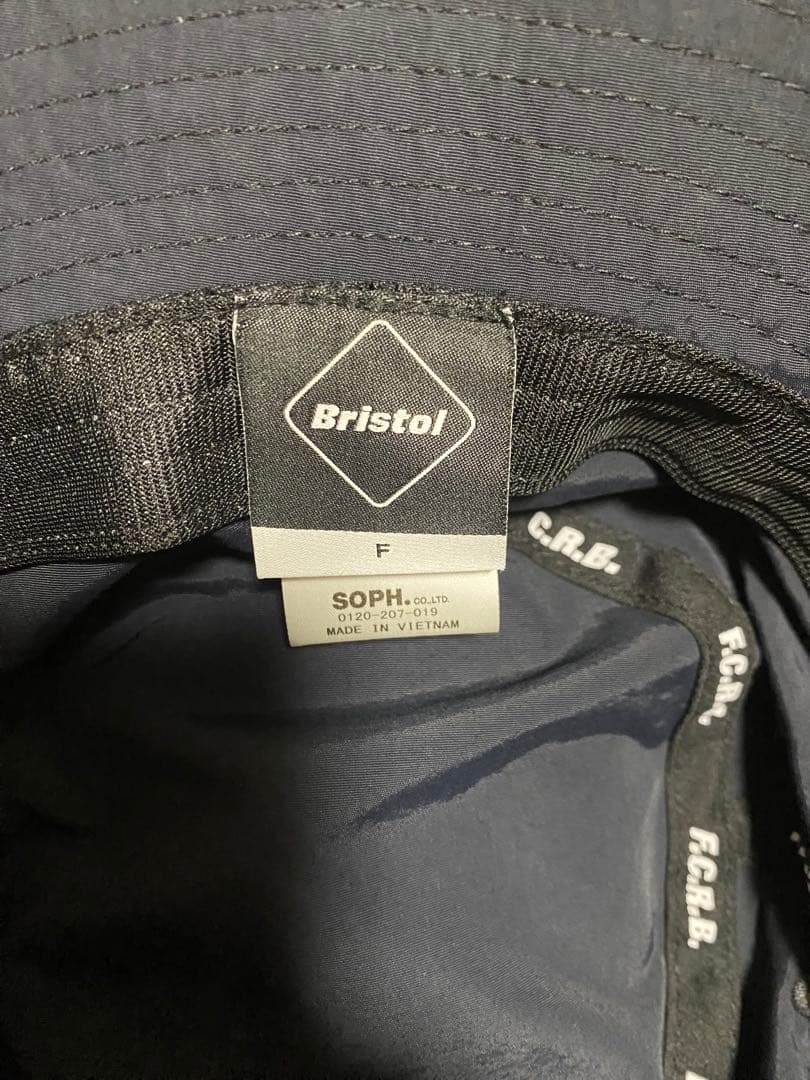 Bristol
F
SOPH. CO.,LTD.
0120-207-019
MADE IN VIETNAM
C.R.B.
F.C.R.
F.C.R.B.